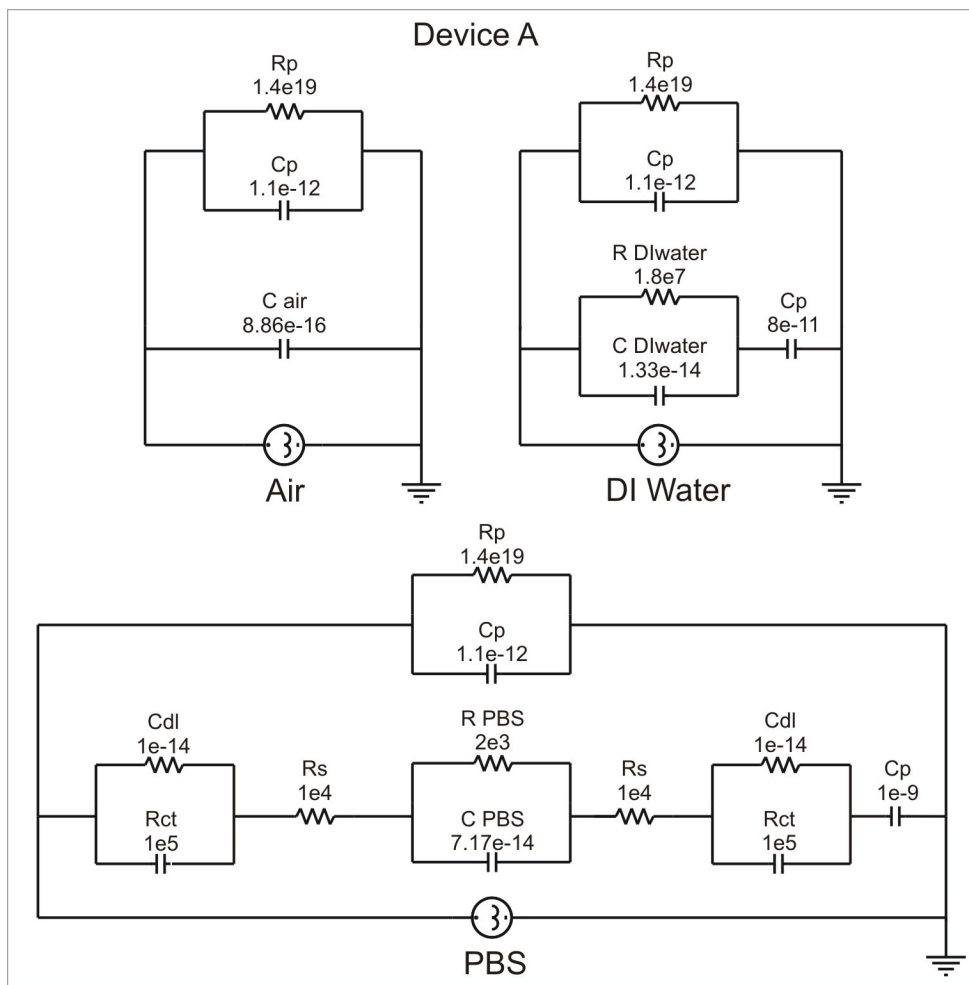 Device A
Rp
1.4e19
Cp
1.1e-12
C air
8.86e-16
Air
Rp
1.4e19
Cp
1.1e-12
R DIwater
1.8e7
C DIwater
1.33e-14
Cp
8e-11
DI Water
Rp
1.4e19
Cp
1.1e-12
Cdl
1e-14
Rct
1e5
Rs
1e4
R PBS
2e3
C PBS
7.17e-14
Rs
1e4
Cdl
1e-14
Rct
1e5
Cp
1e-9
PBS